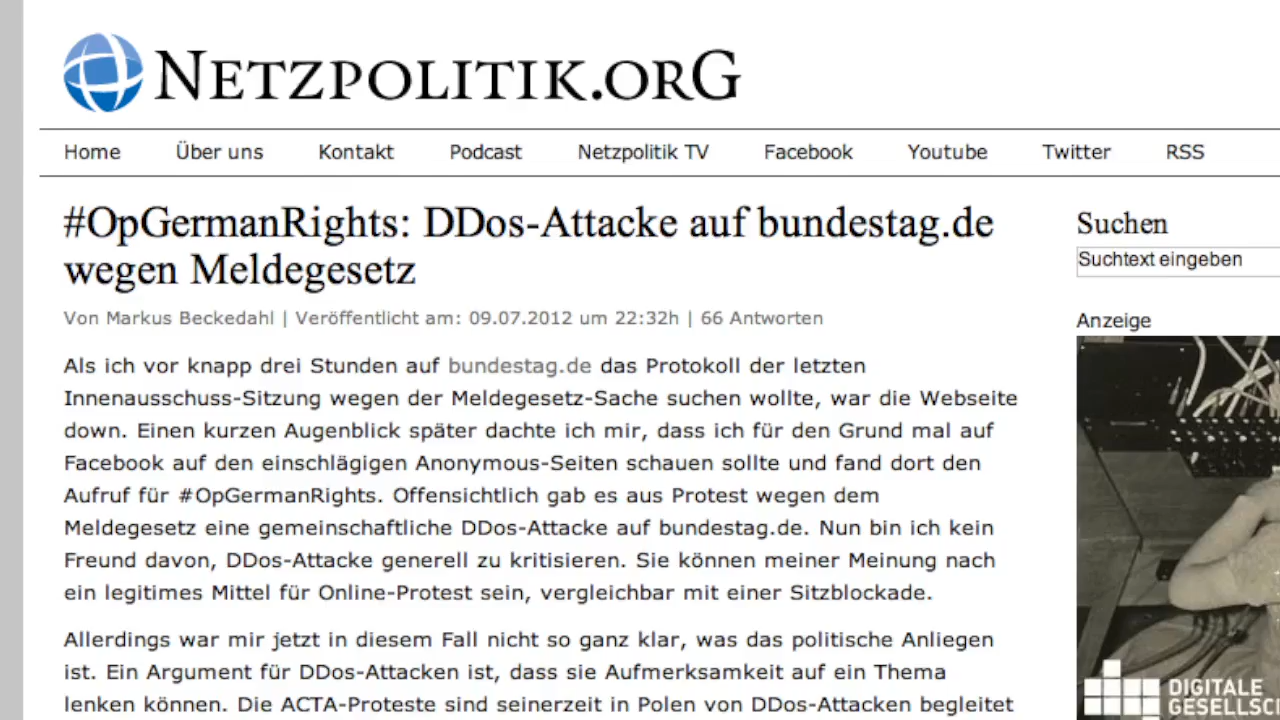 NETZPOLITIK.ORG
Home Über uns Kontakt Podcast Netzpolitik TV Facebook Youtube Twitter RSS
#OpGermanRights: DDos-Attacke auf bundestag.de
wegen Meldegesetz
Von Markus Beckedahl | Veröffentlicht am: 09.07.2012 um 22:32h | 66 Antworten
Als ich vor knapp drei Stunden auf bundestag.de das Protokoll der letzten
Innenausschuss-Sitzung wegen der Meldegesetz-Sache suchen wollte, war die Webseite
down. Einen kurzen Augenblick später dachte ich mir, dass ich für den Grund mal auf
Facebook auf den einschlägigen Anonymous-Seiten schauen sollte und fand dort den
Aufruf für #OpGermanRights. Offensichtlich gab es aus Protest wegen dem
Meldegesetz eine gemeinschaftliche DDos-Attacke auf bundestag.de. Nun bin ich kein
Freund davon, DDos-Attacke generell zu kritisieren. Sie können meiner Meinung nach
ein legitimes Mittel für Online-Protest sein, vergleichbar mit einer Sitzblockade.
Allerdings war mir jetzt in diesem Fall nicht so ganz klar, was das politische Anliegen
ist. Ein Argument für DDos-Attacken ist, dass sie Aufmerksamkeit auf ein Thema
lenken können. Die ACTA-Proteste sind seinerzeit in Polen von DDos-Attacken begleitet
Suchen
Suchtext eingeben
Anzeige
DIGITALE
GESELLSC